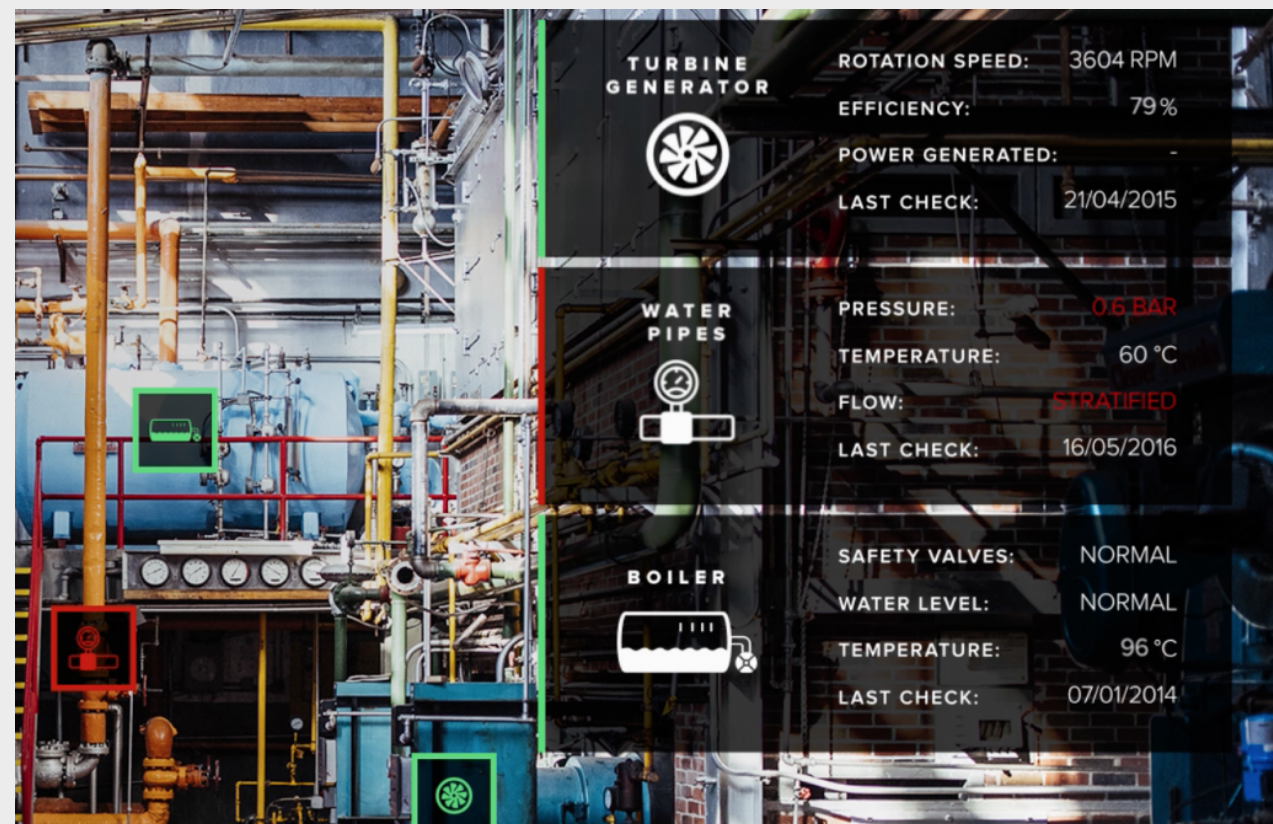 TURBINE
GENERATOR
ROTATION SPEED: 3604 RPM
EFFICIENCY: 79 %
POWER GENERATED: -
LAST CHECK: 21/04/2015
WATER
PIPES
PRESSURE: 0.6 BAR
TEMPERATURE: 60 °C
FLOW: STRATIFIED
LAST CHECK: 16/05/2016
BOILER
SAFETY VALVES: NORMAL
WATER LEVEL: NORMAL
TEMPERATURE: 96 °C
LAST CHECK: 07/01/2014